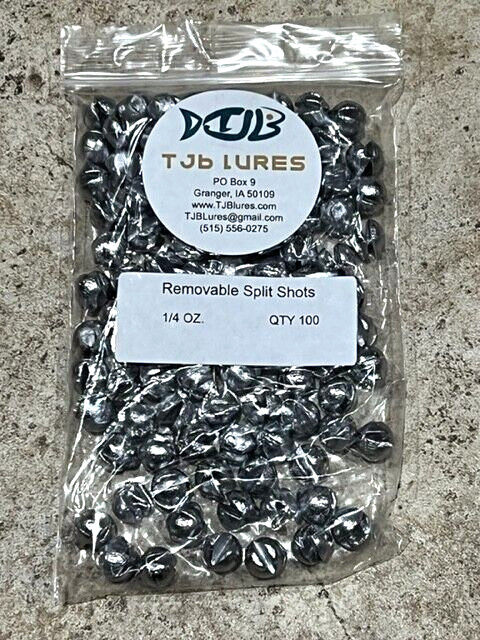 TJB
TJb LURES
PO Box 9
Granger, IA 50109
www.TJBlures.com
TJBLures@gmail.com
(515) 556-0275
Removable Split Shots
1/4 OZ. QTY 100